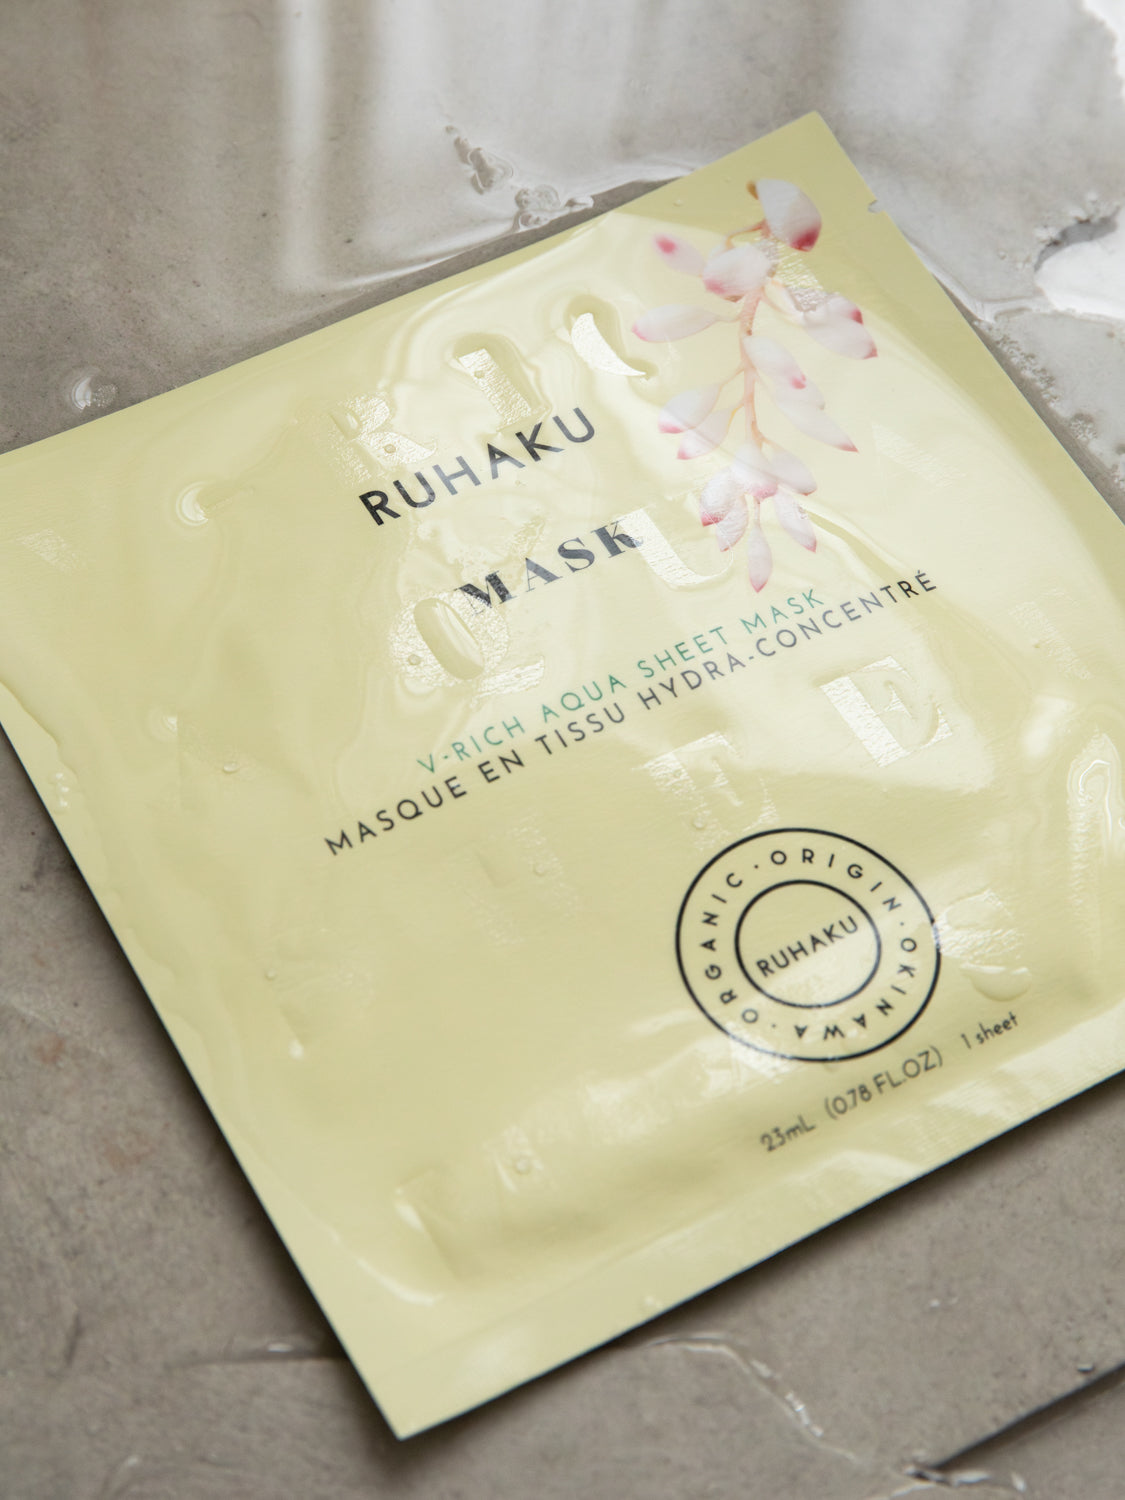 RUHAKU
MASK
V-RICH AQUA SHEET MASK
MASQUE EN TISSU HYDRA-CONCENTRÉ
ORGANIC · ORIGIN · OKINAWA ·
RUHAKU
23mL (0.78 FL.OZ) 1 sheet